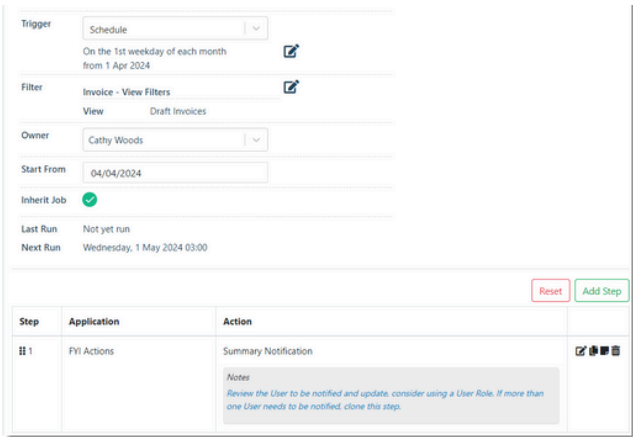 Trigger
Schedule
On the 1st weekday of each month
from 1 Apr 2024
Filter
Invoice - View Filters
View Draft Invoices
Owner
Cathy Woods
Start From
04/04/2024
Inherit Job
Last Run Not yet run
Next Run Wednesday, 1 May 2024 03:00
Reset Add Step
Step Application Action
1 FYI Actions Summary Notification
Notes
Review the User to be notified and update, consider using a User Role. If more than
one User needs to be notified, clone this step.